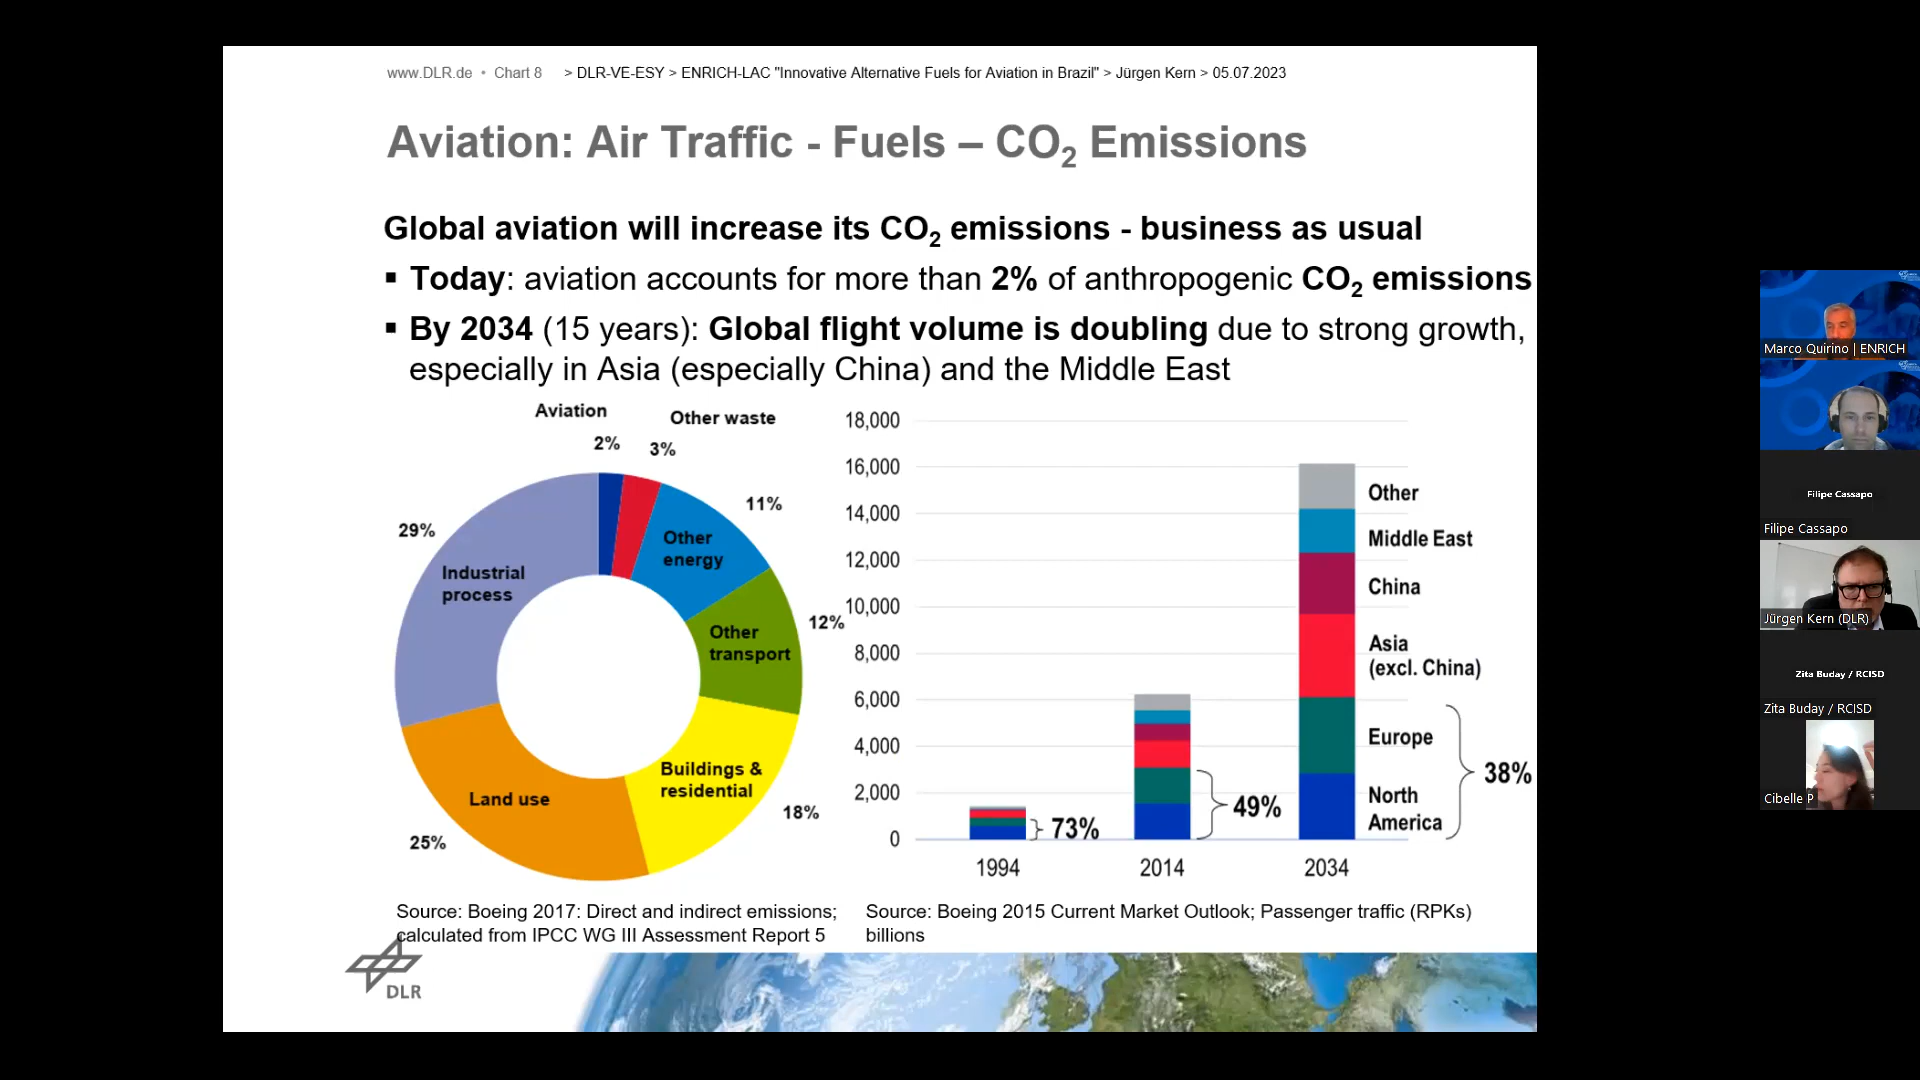 www.DLR.de • Chart 8 > DLR-VE-ESY > ENRICH-LAC "Innovative Alternative Fuels for Aviation in Brazil" > Jürgen Kern > 05.07.2023
Aviation: Air Traffic - Fuels – CO2 Emissions
Global aviation will increase its CO2 emissions - business as usual
▪ Today: aviation accounts for more than 2% of anthropogenic CO2 emissions
▪ By 2034 (15 years): Global flight volume is doubling due to strong growth,
especially in Asia (especially China) and the Middle East
Aviation
2%
Other waste
3%
11%
Other
energy
12%
Other
transport
Buildings &
residential
18%
Land use
25%
29%
Industrial
process
18,000
16,000
14,000
12,000
10,000
8,000
6,000
4,000
2,000
0
73%
49%
38%
Other
Middle East
China
Asia
(excl. China)
Europe
North
America
1994
2014
2034
Source: Boeing 2017: Direct and indirect emissions;
calculated from IPCC WG III Assessment Report 5
Source: Boeing 2015 Current Market Outlook; Passenger traffic (RPKs)
billions
DLR
Marco Quirino | ENRICH
Filipe Cassapo
Filipe Cassapo
Jürgen Kern (DLR)
Zita Buday / RCISD
Zita Buday / RCISD
Cibelle P